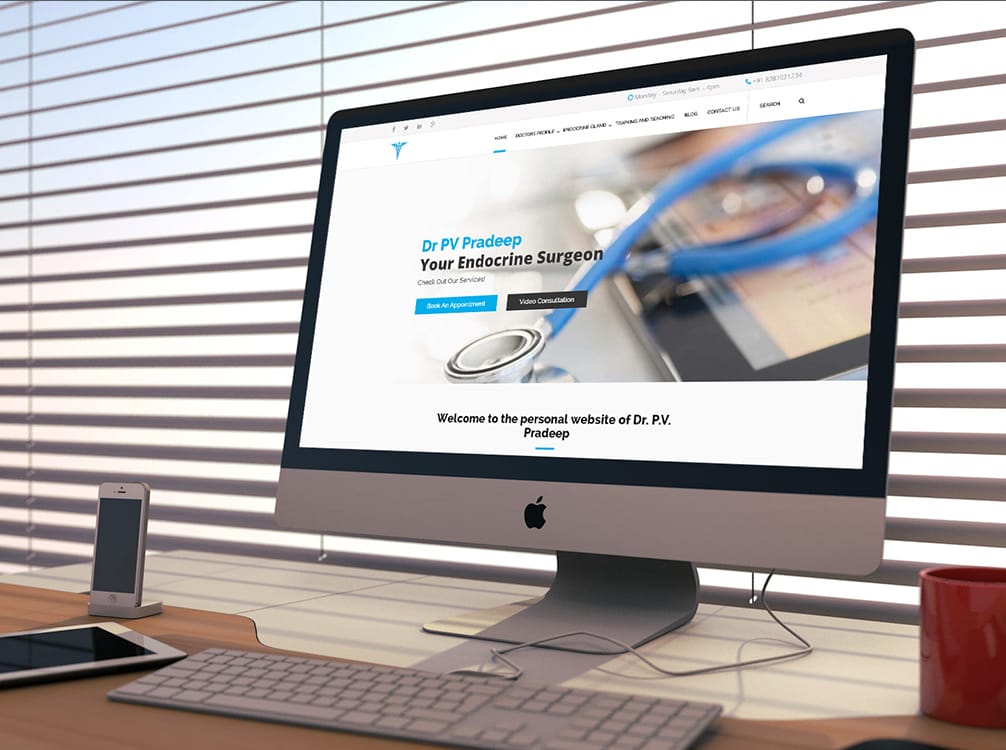 Monday - Saturday 9am - 4pm
+91 8281021234
HOME DOCTORS PROFILE ENDOCRINE GLAND TRAINING AND TEACHING BLOG CONTACT US SEARCH
Dr PV Pradeep
Your Endocrine Surgeon
Check Out Our Services!
Book An Appointment Video Consultation
Welcome to the personal website of Dr. P.V.
Pradeep